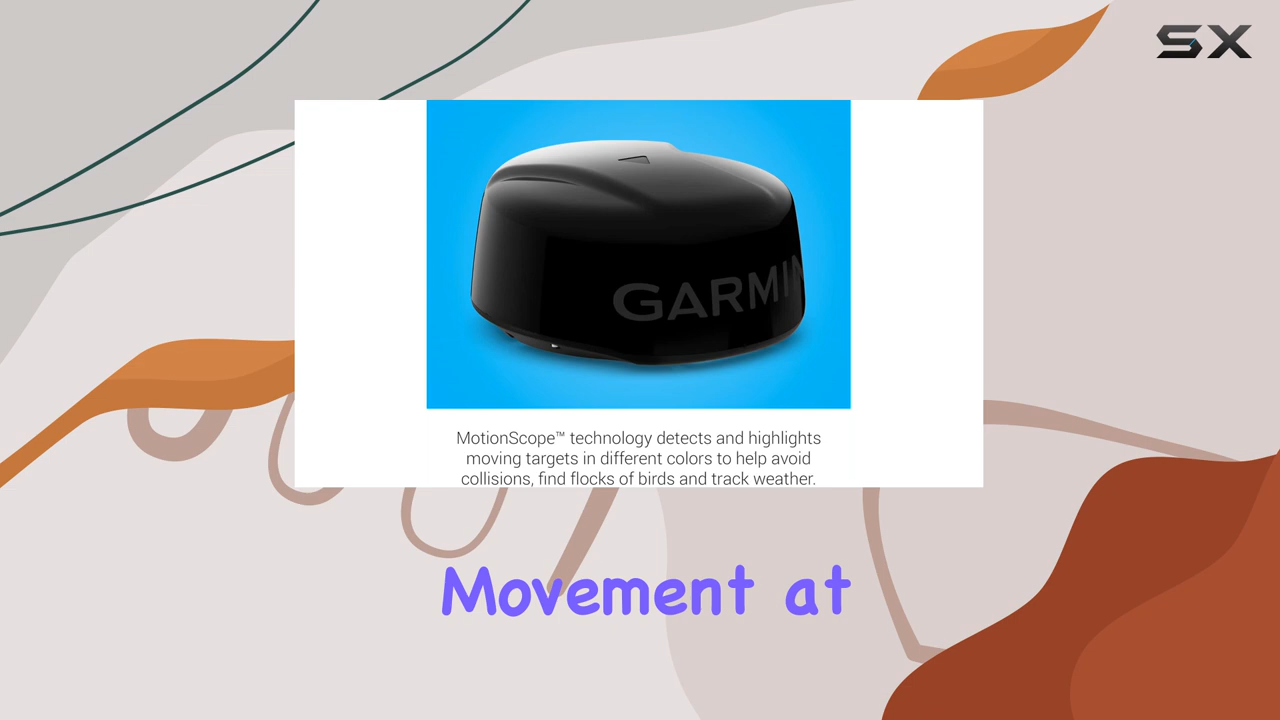 SX
GARMIN
MotionScope™ technology detects and highlights
moving targets in different colors to help avoid
collisions, find flocks of birds and track weather.
Movement at